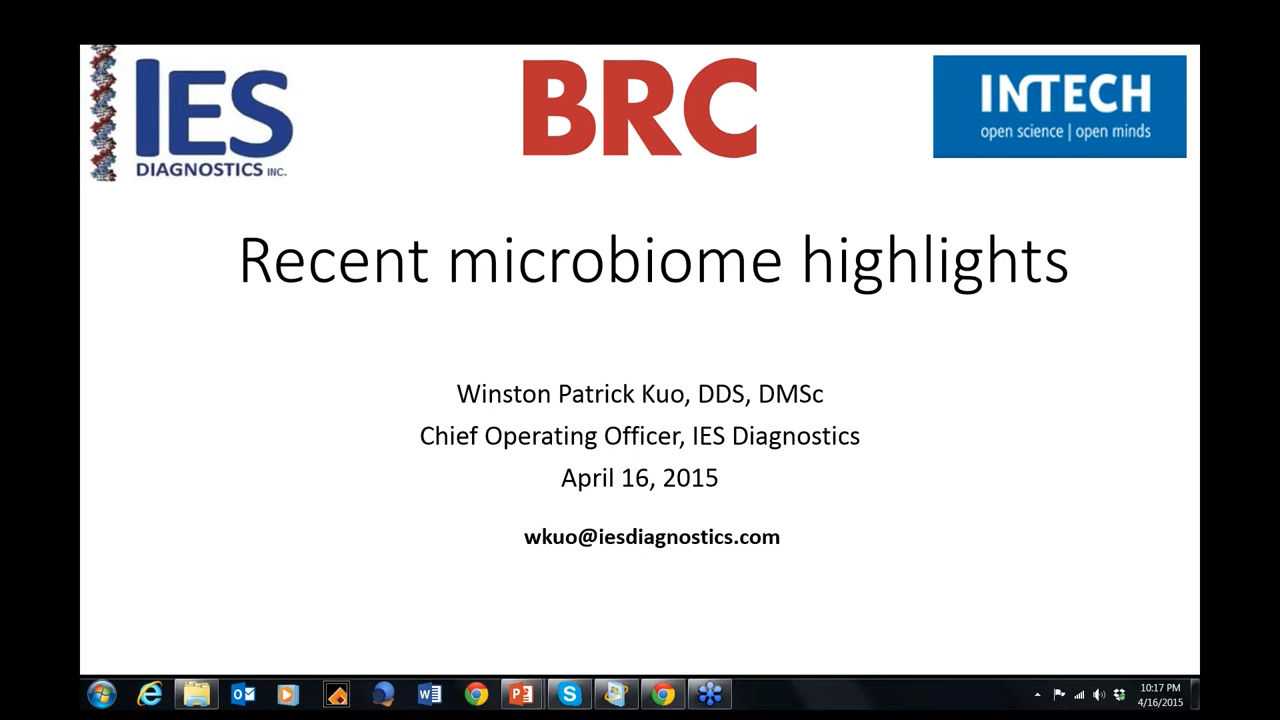 IES
DIAGNOSTICS INC.
BRC
INTECH
open science | open minds
Recent microbiome highlights
Winston Patrick Kuo, DDS, DMSc
Chief Operating Officer, IES Diagnostics
April 16, 2015
wkuo@iesdiagnostics.com
10:17 PM
4/16/2015